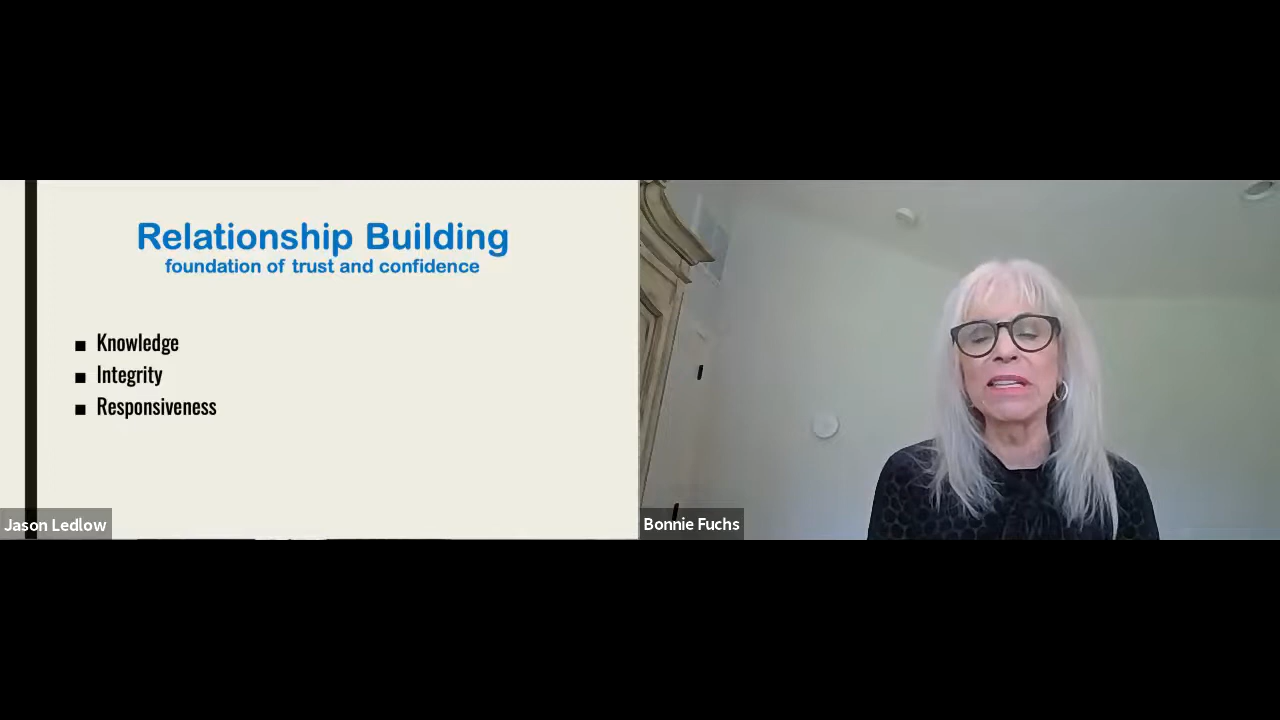 Relationship Building
foundation of trust and confidence
■ Knowledge
■ Integrity
■ Responsiveness
Jason Ledlow
Bonnie Fuchs